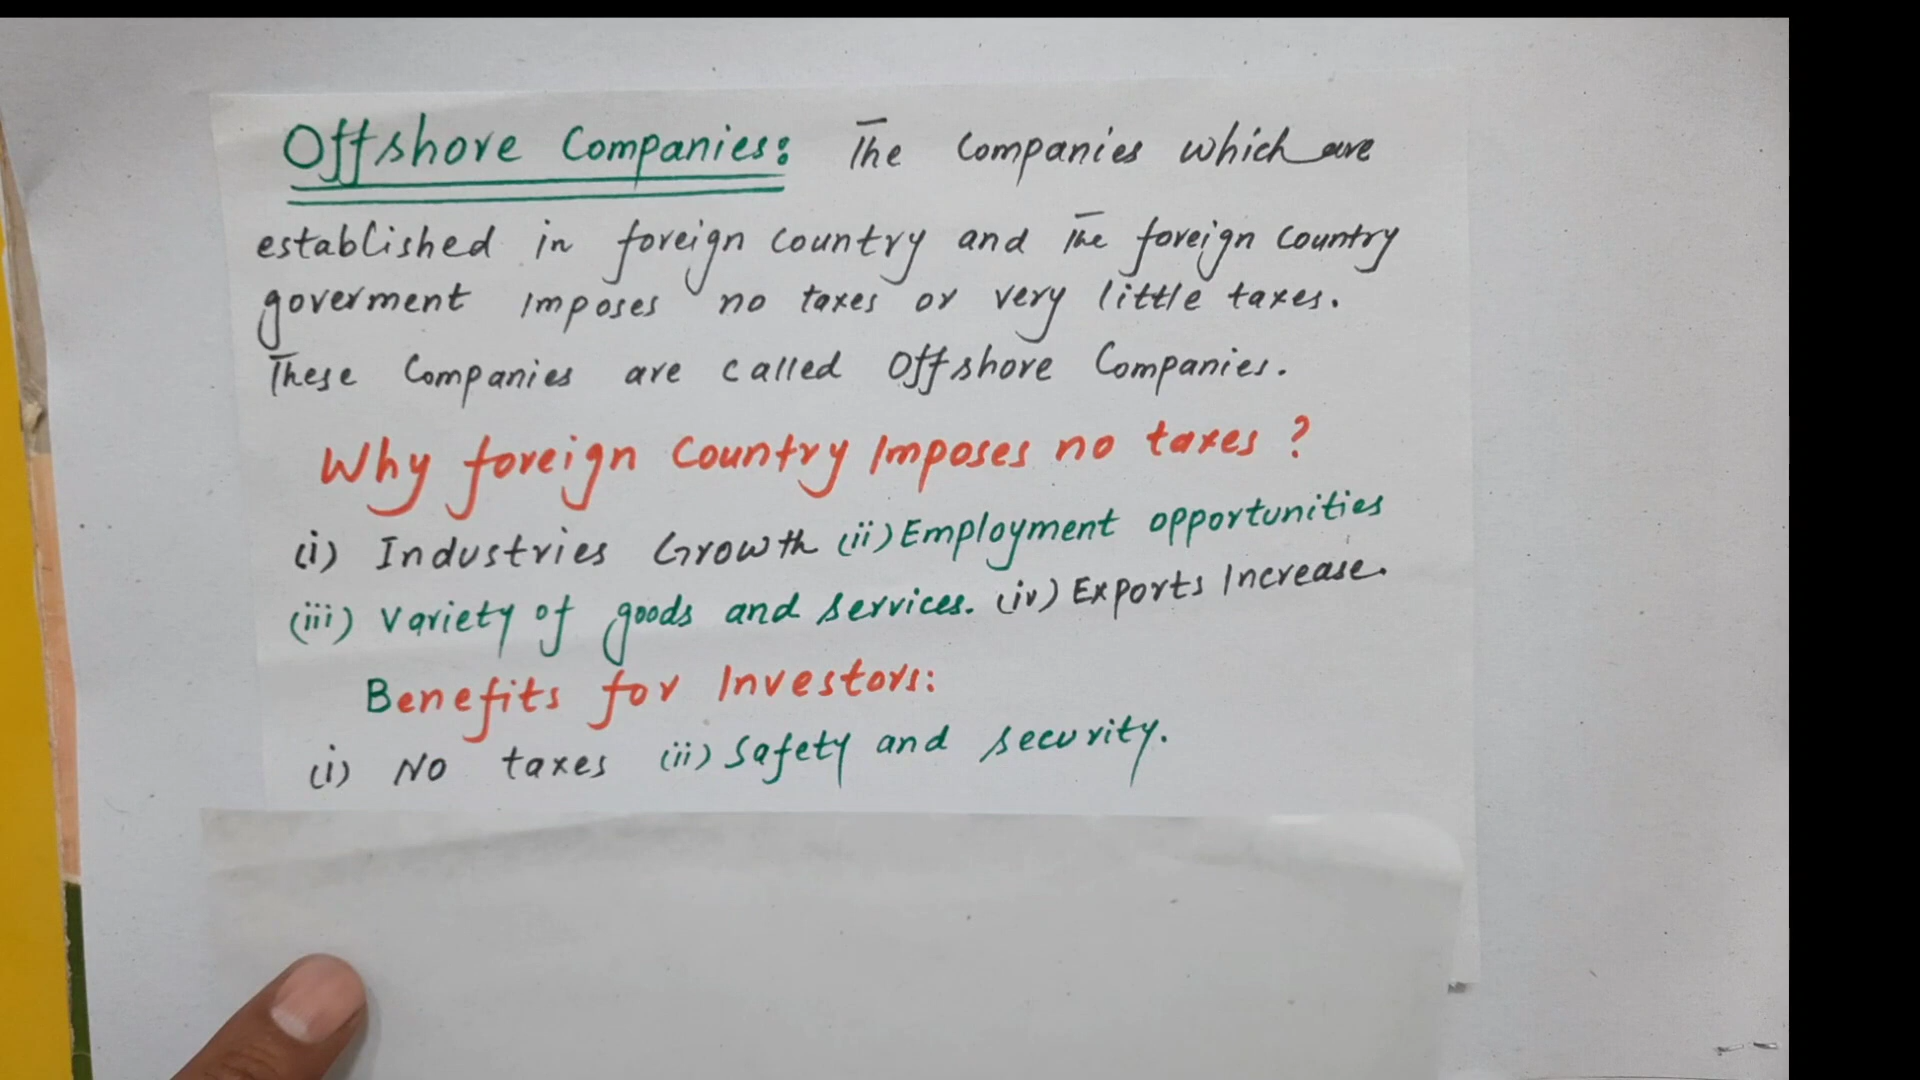 Offshore Companies: The Companies which are
established in foreign country and the foreign country
goverment imposes no taxes or very little taxes.
These Companies are called Offshore Companies.
Why foreign Country Imposes no taxes?
(i) Industries Growth (ii) Employment opportunities
(iii) Variety of goods and services. (iv) Exports Increase.
Benefits for Investors:
(i) No taxes (ii) Safety and security.